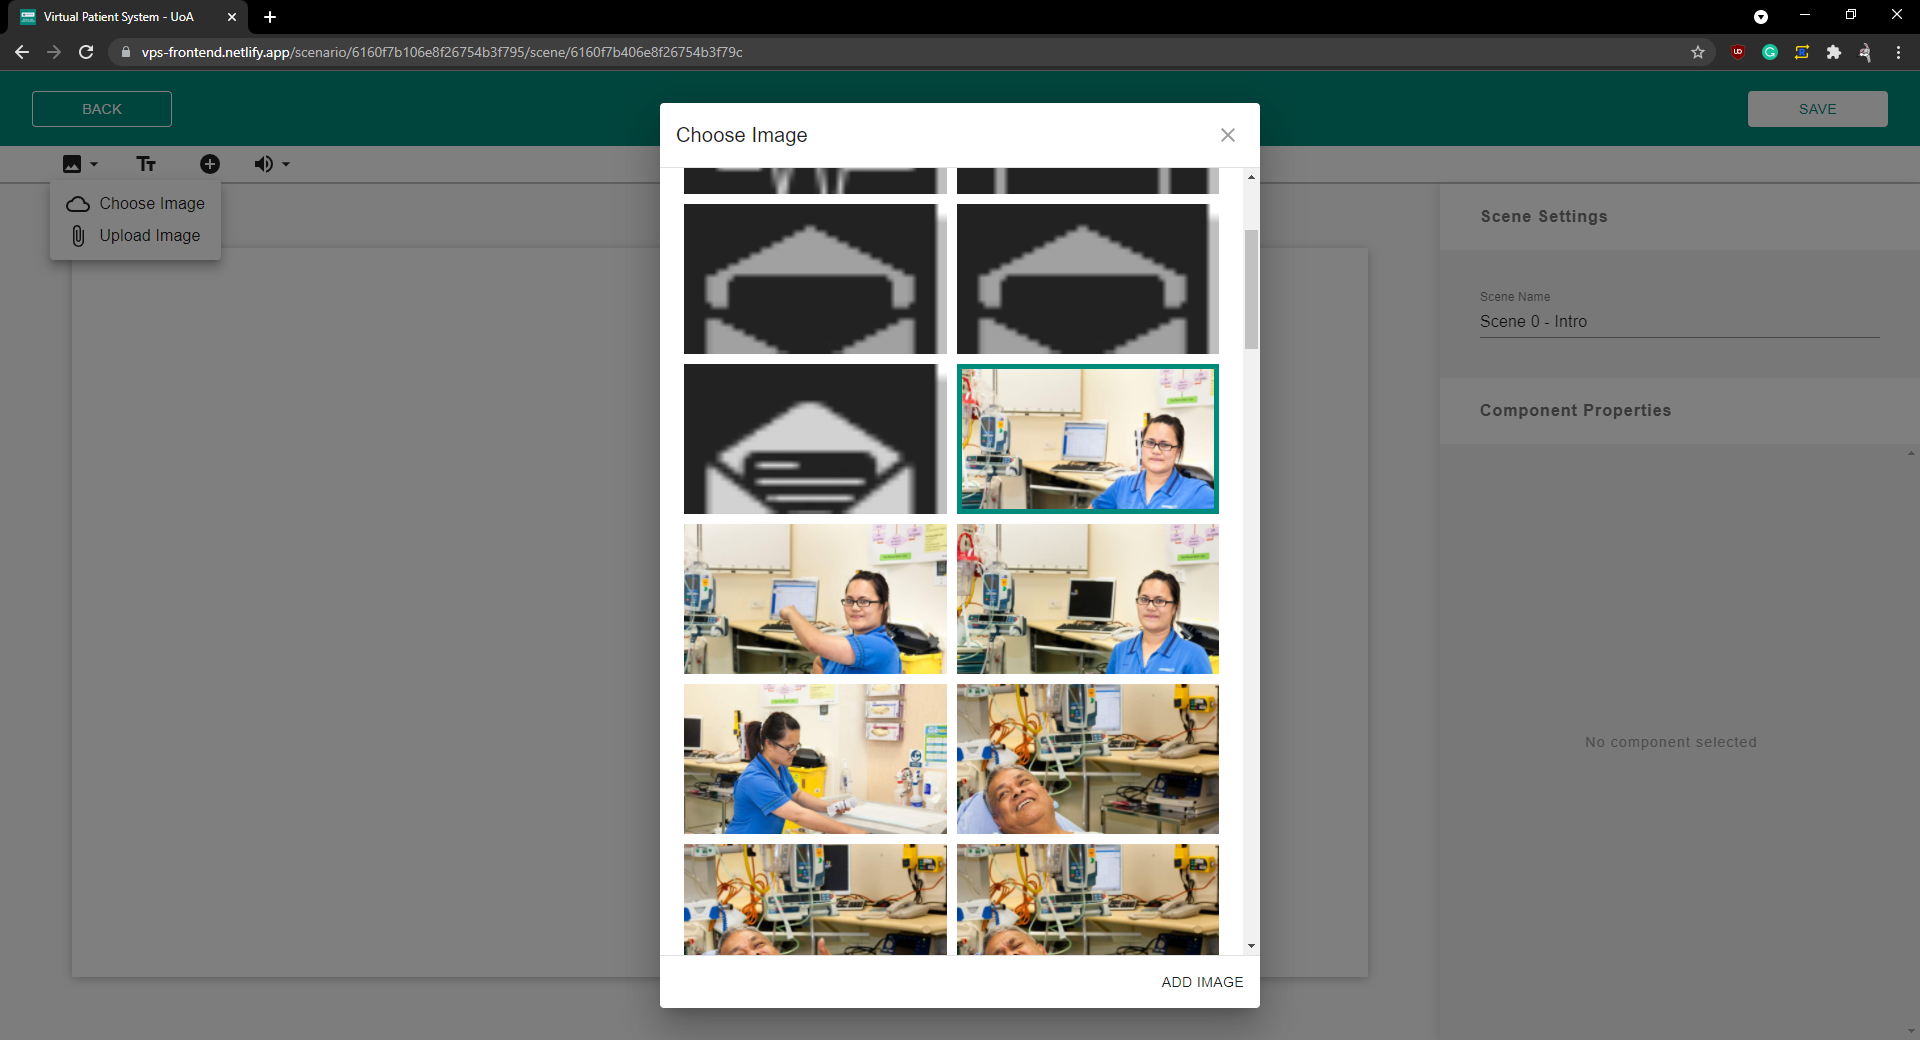 Virtual Patient System - UoA
vps-frontend.netlify.app/scenario/6160f7b106e8f26754b3f795/scene/6160f7b406e8f26754b3f79c
BACK
SAVE
Choose Image
Choose Image
Upload Image
Scene Settings
Scene Name
Scene 0 - Intro
Component Properties
No component selected
ADD IMAGE